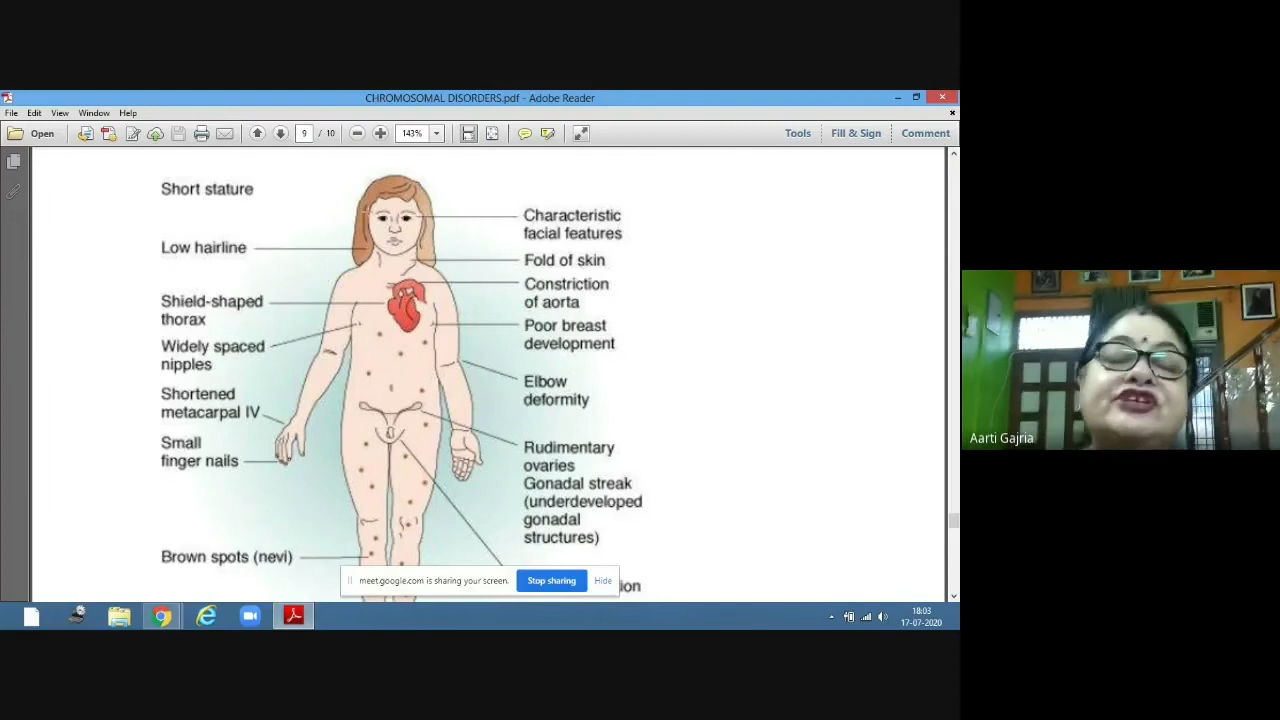 CHROMOSOMAL DISORDERS.pdf - Adobe Reader
File Edit View Window Help
Open 9 / 10 143% Tools Fill & Sign Comment
Short stature
Low hairline
Shield-shaped
thorax
Widely spaced
nipples
Shortened
metacarpal IV
Small
finger nails
Brown spots (nevi)
Characteristic
facial features
Fold of skin
Constriction
of aorta
Poor breast
development
Elbow
deformity
Rudimentary
ovaries
Gonadal streak
(underdeveloped
gonadal
structures)
ion
meet.google.com is sharing your screen. Stop sharing Hide
18:03
17-07-2020
Aarti Gajria